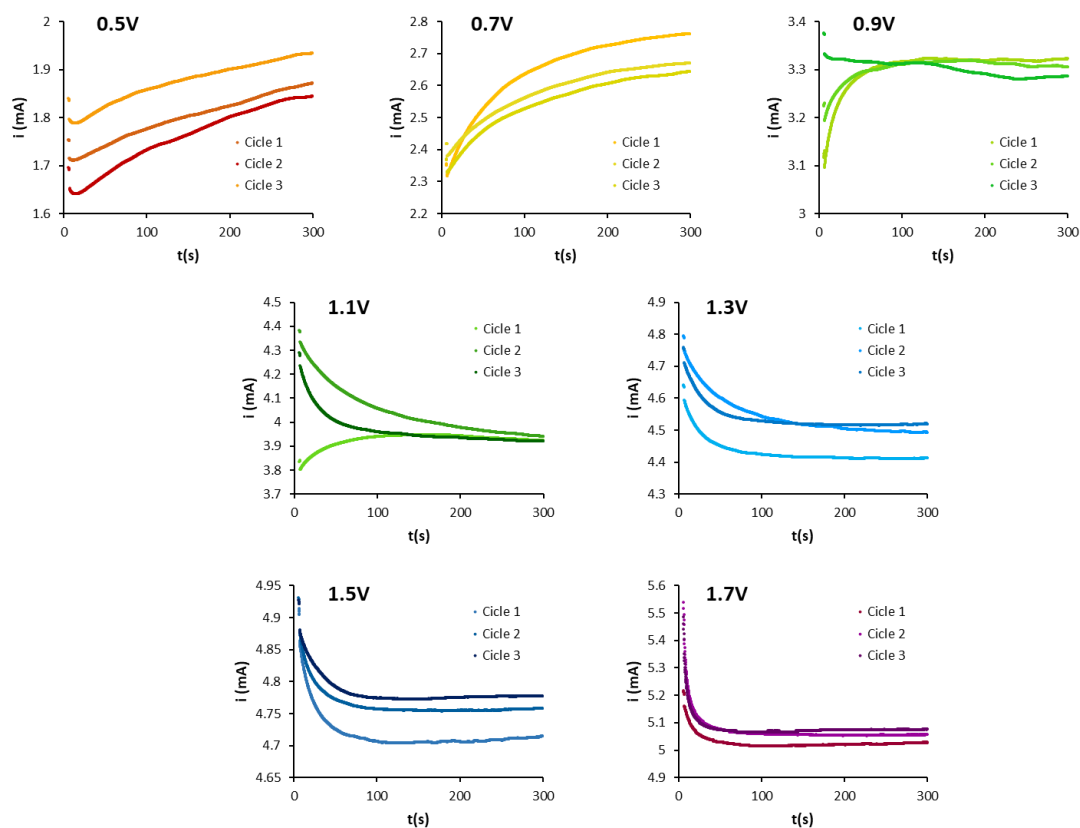 0.5V
2
1.9
1.8
1.7
1.6
i (mA)
Cicle 1
Cicle 2
Cicle 3
0
100
200
300
t(s)
0.7V
2.8
2.7
2.6
2.5
2.4
2.3
2.2
i (mA)
Cicle 1
Cicle 2
Cicle 3
0
100
200
300
t(s)
0.9V
3.4
3.3
3.2
3.1
3
i (mA)
Cicle 1
Cicle 2
Cicle 3
0
100
200
300
t(s)
1.1V
4.5
4.4
4.3
4.2
4.1
4
3.9
3.8
3.7
i (mA)
Cicle 1
Cicle 2
Cicle 3
0
100
200
300
t(s)
1.3V
4.9
4.8
4.7
4.6
4.5
4.4
4.3
i (mA)
Cicle 1
Cicle 2
Cicle 3
0
100
200
300
t(s)
1.5V
4.95
4.9
4.85
4.8
4.75
4.7
4.65
i (mA)
Cicle 1
Cicle 2
Cicle 3
0
100
200
300
t(s)
1.7V
5.6
5.5
5.4
5.3
5.2
5.1
5
4.9
i (mA)
Cicle 1
Cicle 2
Cicle 3
0
100
200
300
t(s)